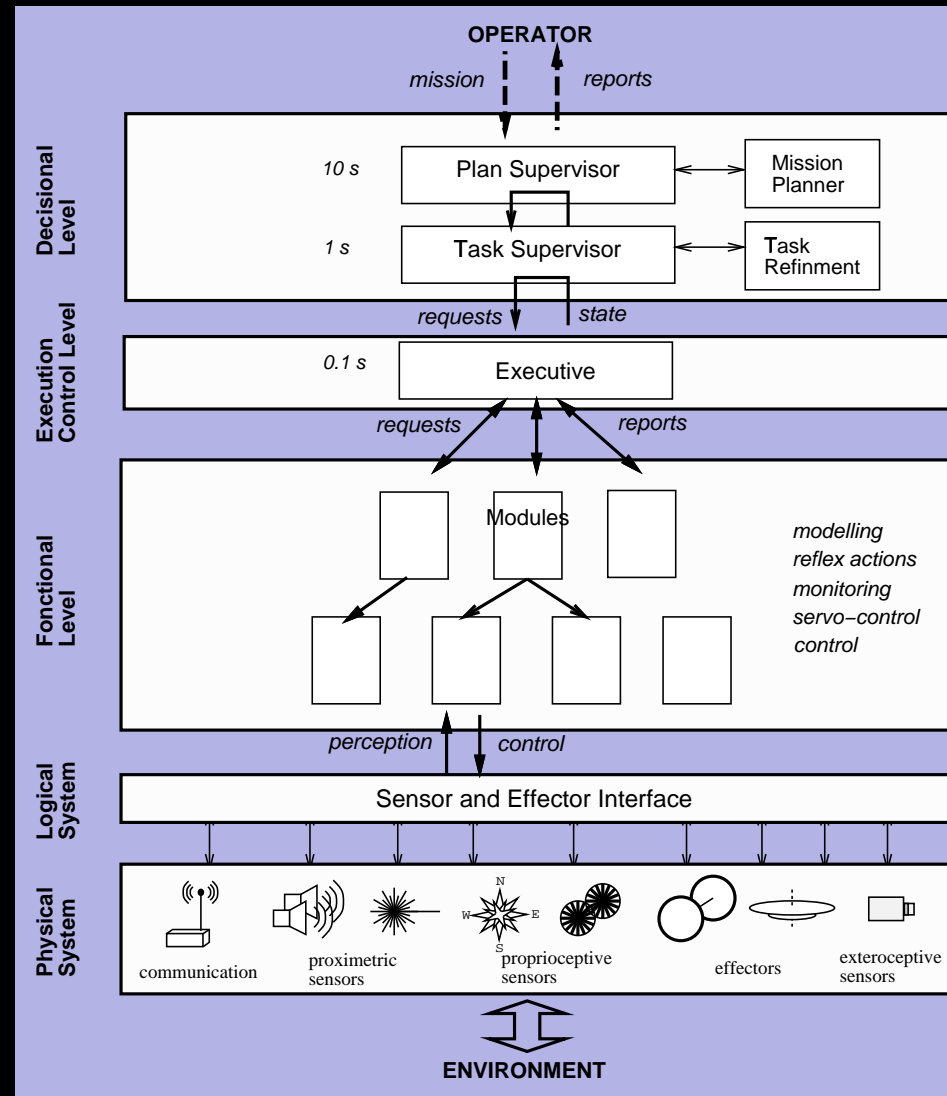 OPERATOR
mission
reports
Decisional
Level
10 s
Plan Supervisor
Mission
Planner
1 s
Task Supervisor
Task
Refinment
requests
state
Execution
Control Level
0.1 s
Executive
requests
reports
Fonctional
Level
Modules
modelling
reflex actions
monitoring
servo−control
control
perception
control
Logical
System
Sensor and Effector Interface
Physical
System
N
W
E
S
communication
proximetric
sensors
proprioceptive
sensors
effectors
exteroceptive
sensors
ENVIRONMENT